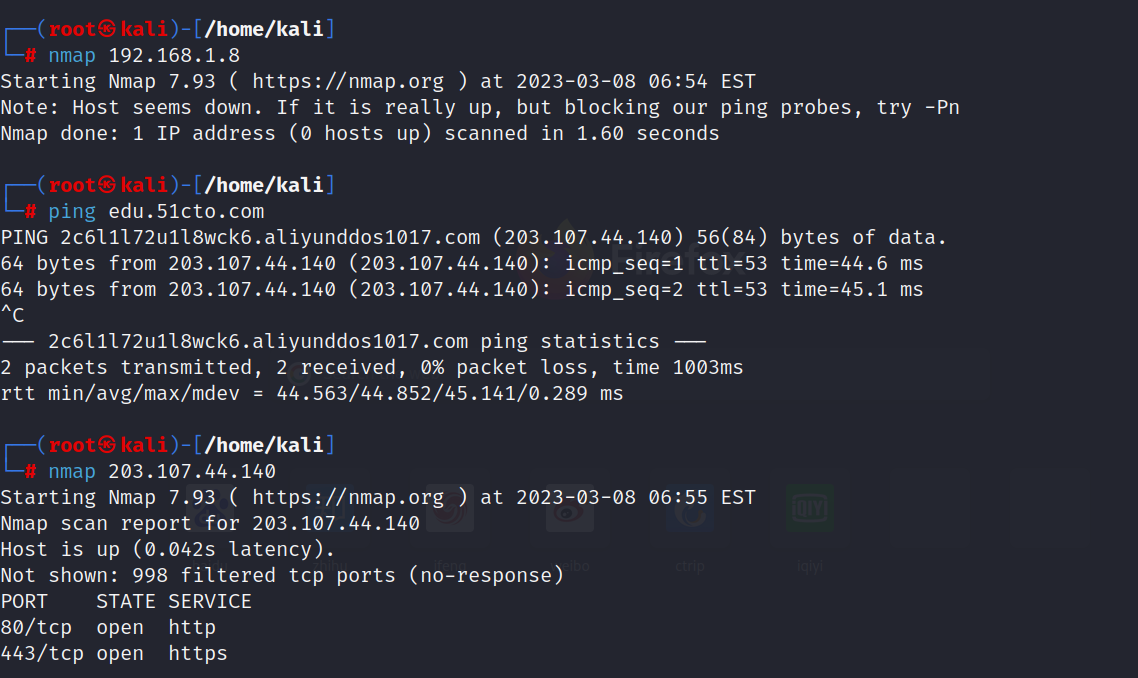 ┌──(root㉿kali)-[/home/kali]
└─# nmap 192.168.1.8
Starting Nmap 7.93 ( https://nmap.org ) at 2023-03-08 06:54 EST
Note: Host seems down. If it is really up, but blocking our ping probes, try -Pn
Nmap done: 1 IP address (0 hosts up) scanned in 1.60 seconds
┌──(root㉿kali)-[/home/kali]
└─# ping edu.51cto.com
PING 2c6l1l72u1l8wck6.aliyunddos1017.com (203.107.44.140) 56(84) bytes of data.
64 bytes from 203.107.44.140 (203.107.44.140): icmp_seq=1 ttl=53 time=44.6 ms
64 bytes from 203.107.44.140 (203.107.44.140): icmp_seq=2 ttl=53 time=45.1 ms
^C
--- 2c6l1l72u1l8wck6.aliyunddos1017.com ping statistics ---
2 packets transmitted, 2 received, 0% packet loss, time 1003ms
rtt min/avg/max/mdev = 44.563/44.852/45.141/0.289 ms
┌──(root㉿kali)-[/home/kali]
└─# nmap 203.107.44.140
Starting Nmap 7.93 ( https://nmap.org ) at 2023-03-08 06:55 EST
Nmap scan report for 203.107.44.140
Host is up (0.042s latency).
Not shown: 998 filtered tcp ports (no-response)
PORT    STATE SERVICE
80/tcp  open  http
443/tcp open  https